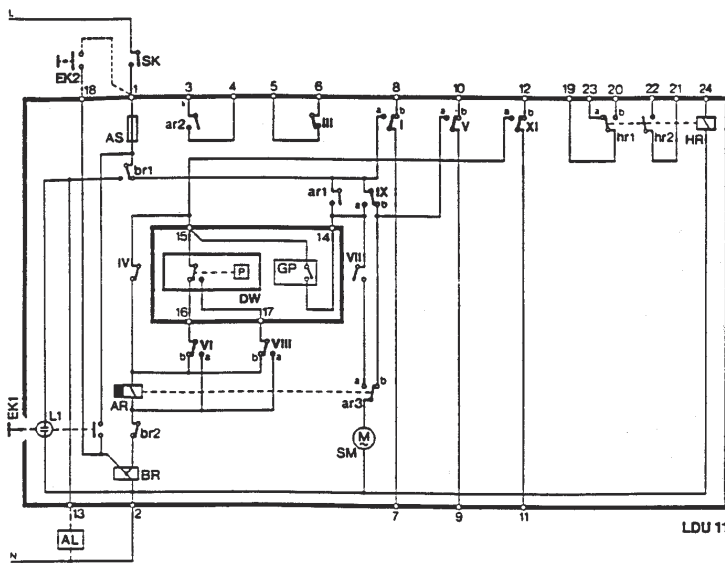 L
EK2
SK
18 1 3 4 5 6 8 10 12 19 23 20 22 21 24
AS
ar2
III
a b I
a b V
a b XI
a b
hr1
hr2
HR
br1
ar1
IX
a b
15 14
IV
P
GP
VII
DW
16 17
VI
b a
VIII
b a
AR
a b
ar3
EK1
L1
br2
M
SM
BR
13 2 7 9 11
LDU 11
AL
N